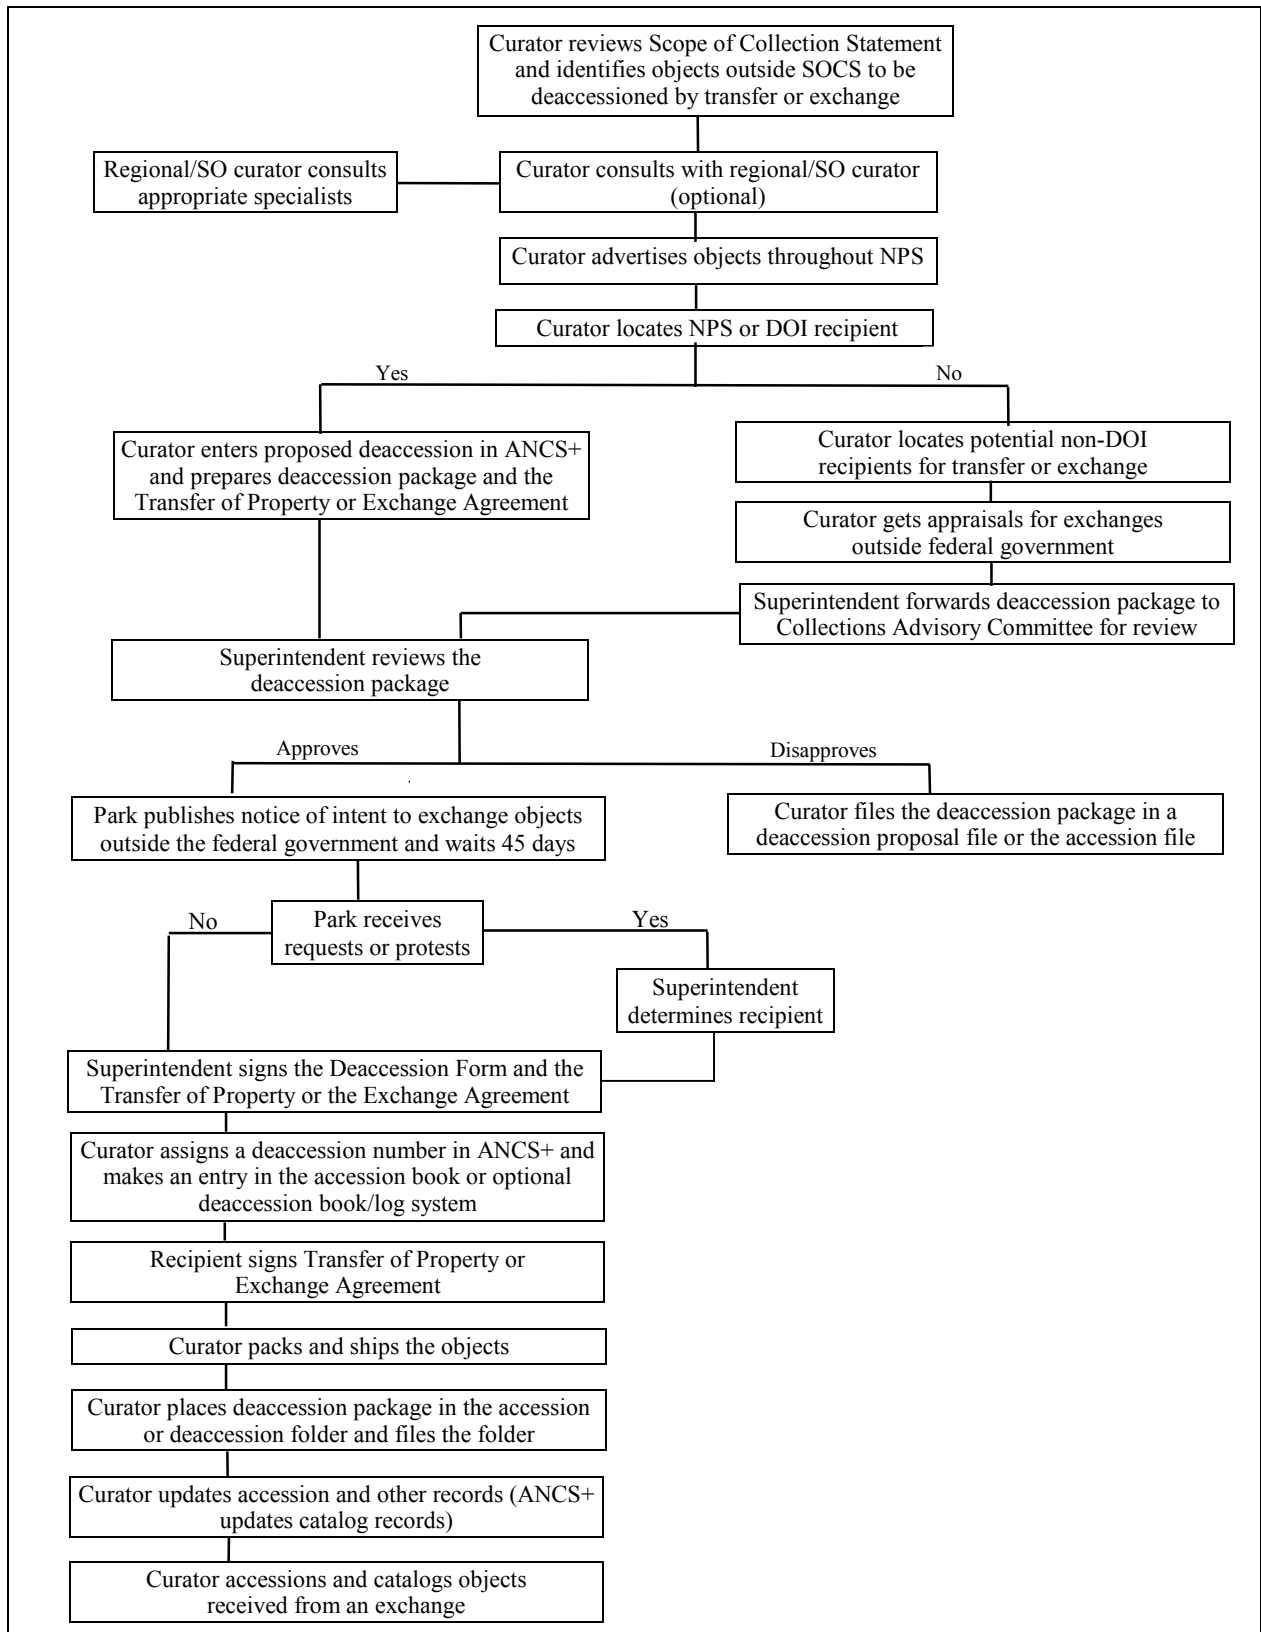 Curator reviews Scope of Collection Statement
and identifies objects outside SOCS to be
deaccessioned by transfer or exchange
Regional/SO curator consults
appropriate specialists
Curator consults with regional/SO curator
(optional)
Curator advertises objects throughout NPS
Curator locates NPS or DOI recipient
Yes
No
Curator enters proposed deaccession in ANCS+
and prepares deaccession package and the
Transfer of Property or Exchange Agreement
Curator locates potential non-DOI
recipients for transfer or exchange
Curator gets appraisals for exchanges
outside federal government
Superintendent forwards deaccession package to
Collections Advisory Committee for review
Superintendent reviews the
deaccession package
Approves
Disapproves
Park publishes notice of intent to exchange objects
outside the federal government and waits 45 days
Curator files the deaccession package in a
deaccession proposal file or the accession file
No
Park receives
requests or protests
Yes
Superintendent
determines recipient
Superintendent signs the Deaccession Form and the
Transfer of Property or the Exchange Agreement
Curator assigns a deaccession number in ANCS+ and
makes an entry in the accession book or optional
deaccession book/log system
Recipient signs Transfer of Property or
Exchange Agreement
Curator packs and ships the objects
Curator places deaccession package in the accession
or deaccession folder and files the folder
Curator updates accession and other records (ANCS+
updates catalog records)
Curator accessions and catalogs objects
received from an exchange